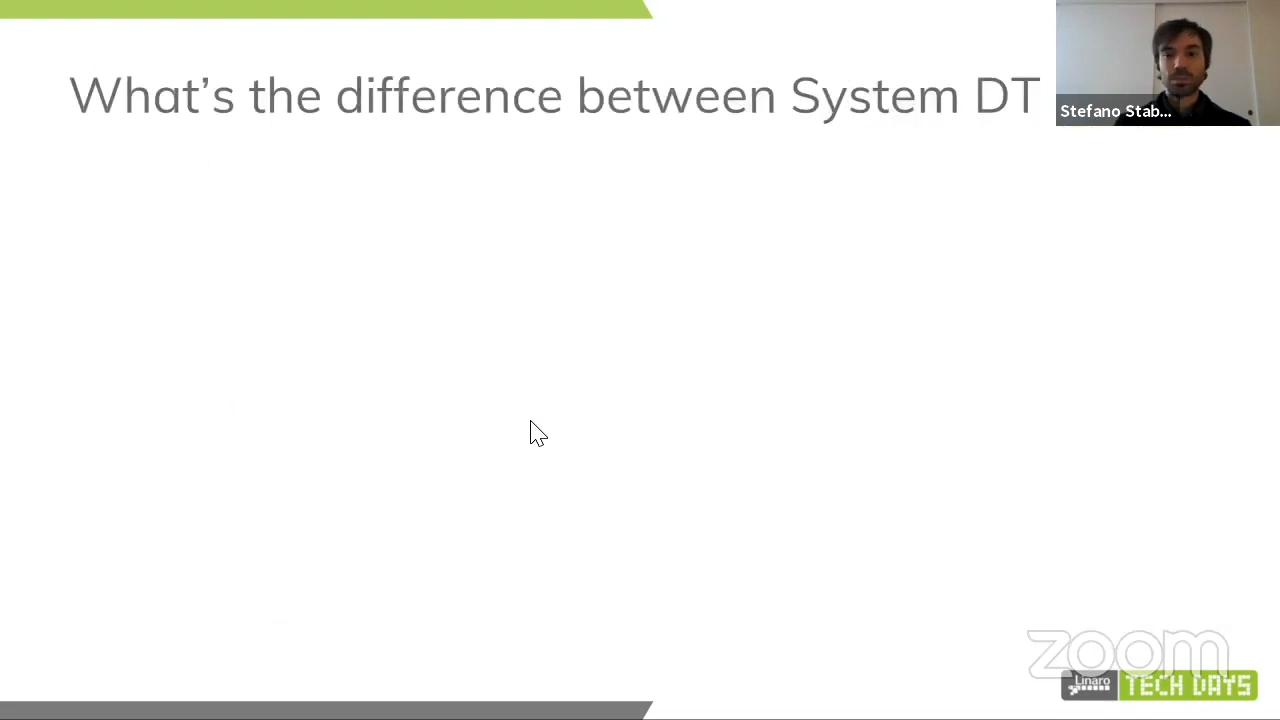 What's the difference between System DT
Stefano Stab...
zoom
Linaro
TECH DAYS